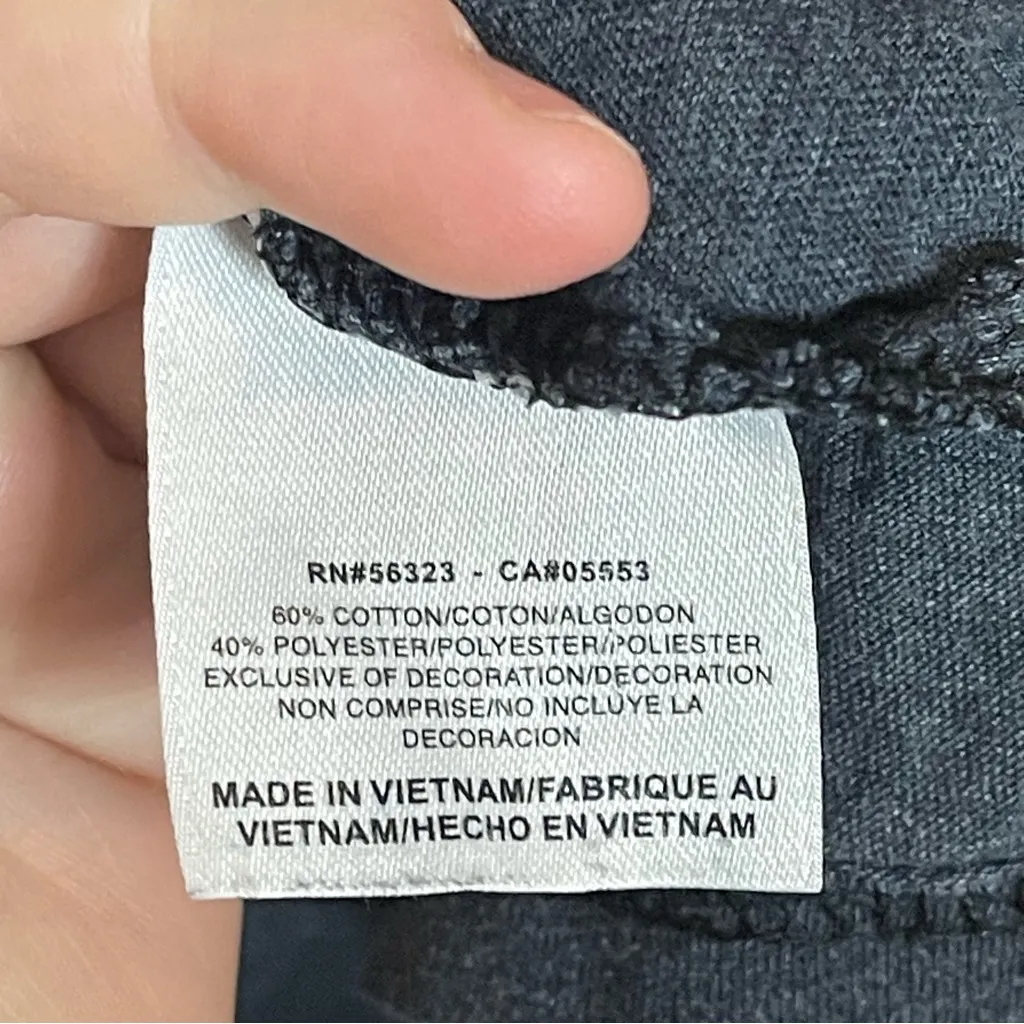 RN#56323 - CA#05553
60% COTTON/COTON/ALGODON
40% POLYESTER/POLYESTER/POLIESTER
EXCLUSIVE OF DECORATION/DECORATION
NON COMPRISE/NO INCLUYE LA
DECORACION
MADE IN VIETNAM/FABRIQUE AU
VIETNAM/HECHO EN VIETNAM